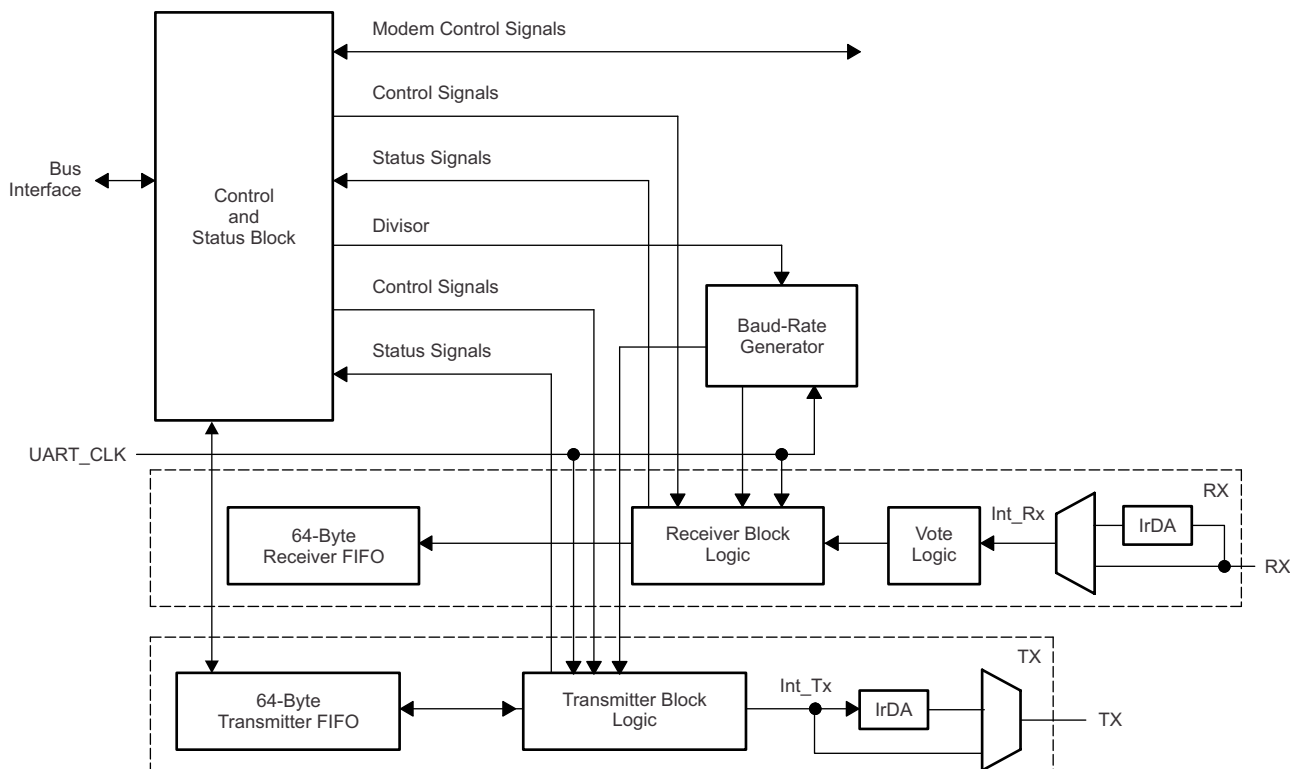 Modem Control Signals
Control Signals
Status Signals
Bus
Interface
Control
and
Status Block
Divisor
Control Signals
Baud-Rate
Generator
Status Signals
UART_CLK
RX
64-Byte
Receiver FIFO
Receiver Block
Logic
Vote
Logic
Int_Rx
IrDA
RX
TX
64-Byte
Transmitter FIFO
Transmitter Block
Logic
Int_Tx
IrDA
TX